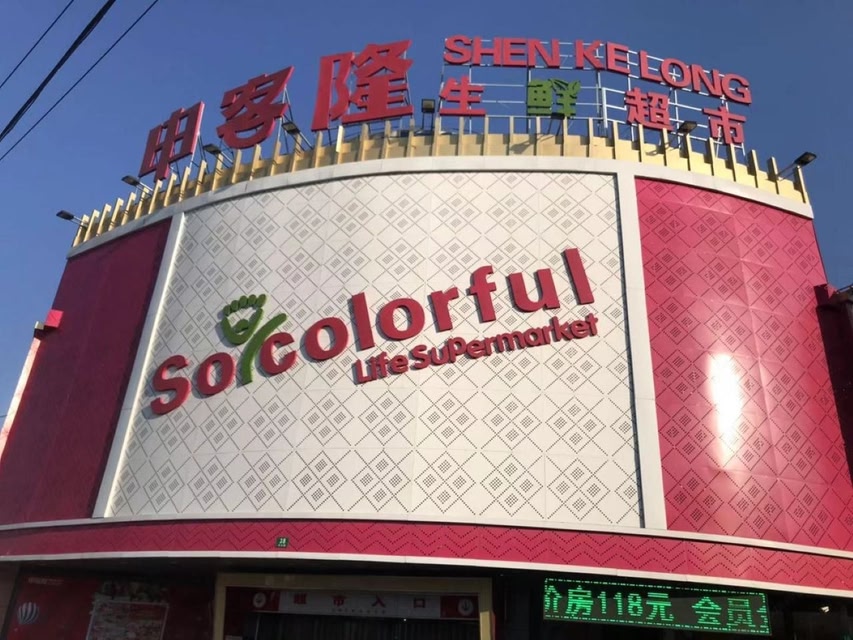 申客隆
SHEN KE LONG
生鲜超市
So colorful
Life SuPermarket
超市入口
介房118元 会员